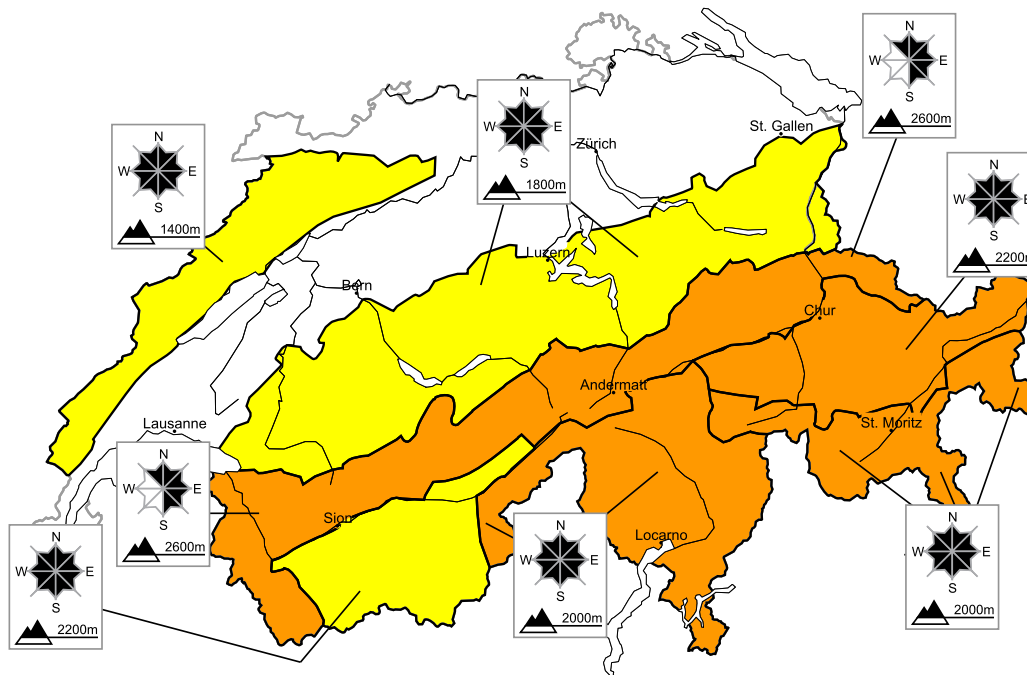 N
W E
S
2600m
N
W E
S
1800m
St. Gallen
N
W E
S
1400m
Zürich
N
W E
S
2200m
Luzern
Bern
Chur
Andermatt
St. Moritz
Lausanne
N
W E
S
2600m
Sion
N
W E
S
2200m
Locarno
N
W E
S
2000m
N
W E
S
2000m